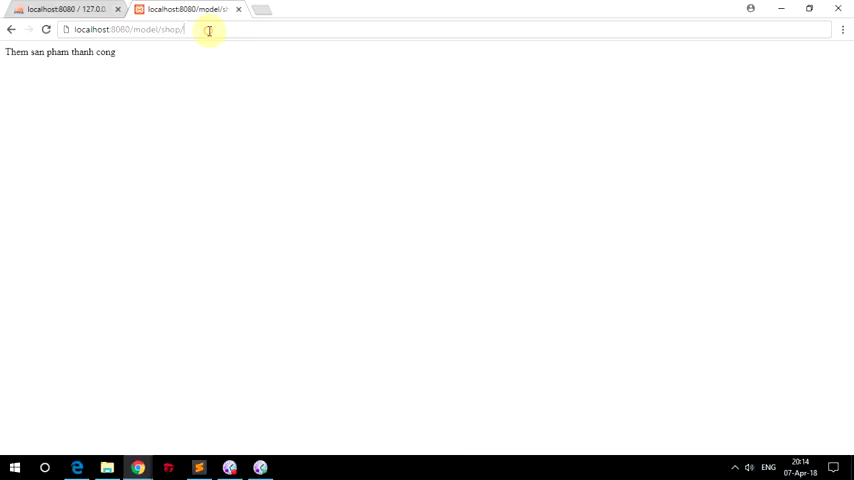 localhost:8080 / 127.0.0.
localhost:8080/model/sh
localhost:8080/model/shop/
Them san pham thanh cong
ENG
20:14
07-Apr-18